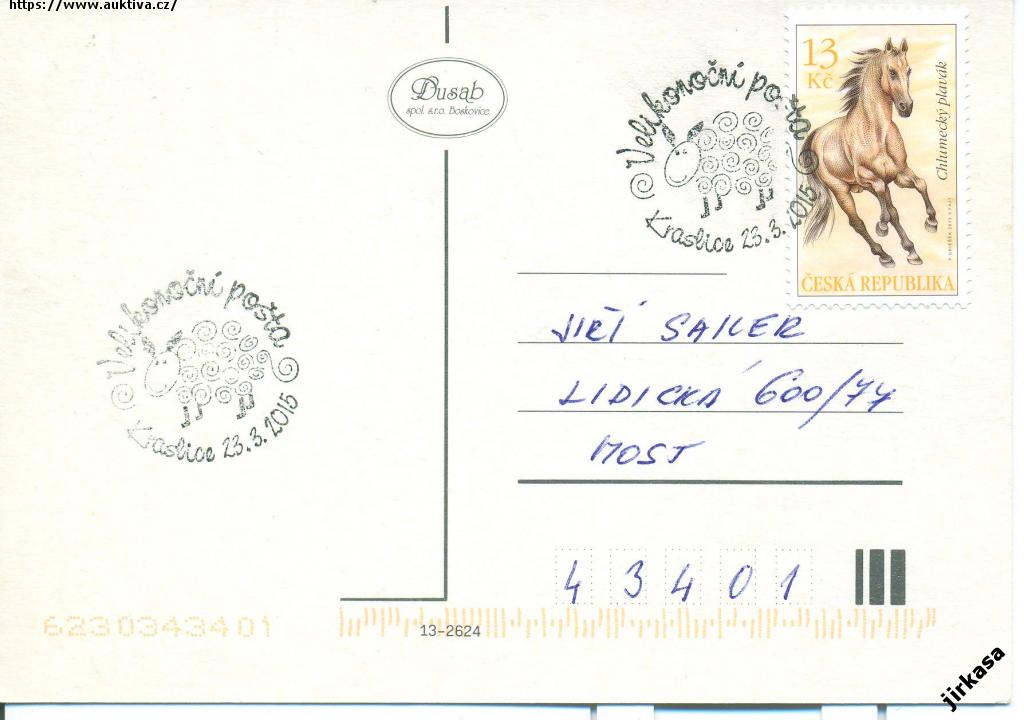 https://www.auktiva.cz/
Dusab
spol. s.r.o. Boskovice
Velikonoční pošta
Kraslice 23.3.2015
13
Kč
Chlumecký plavák
ČESKÁ REPUBLIKA
Velikonoční pošta
Kraslice 23.3.2015
JIŘÍ SAILER
LIDICKÁ 600/77
MOST
4 3 4 0 1
6230343401
13-2624
jirkasa